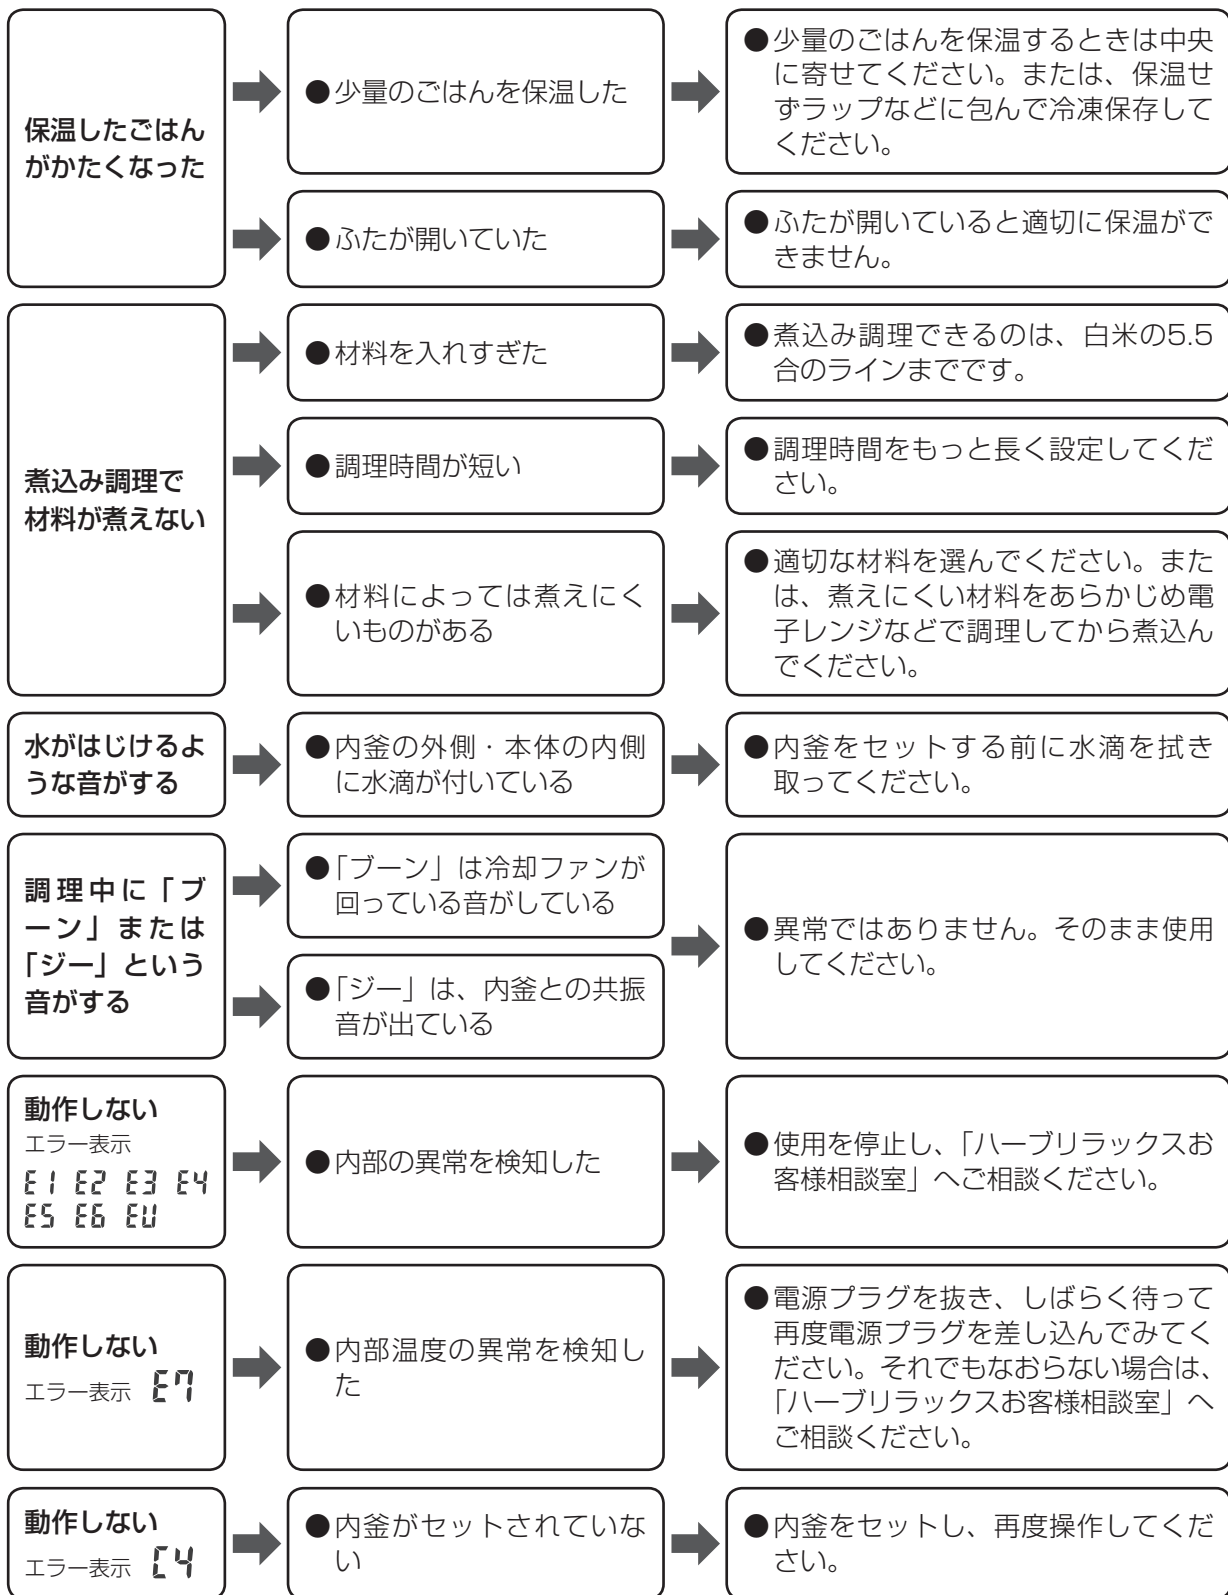 保温したごはん
がかたくなった
●少量のごはんを保温した
●少量のごはんを保温するときは中央
に寄せてください。または、保温せ
ずラップなどに包んで冷凍保存して
ください。
●ふたが開いていた
●ふたが開いていると適切に保温がで
きません。
煮込み調理で
材料が煮えない
●材料を入れすぎた
●煮込み調理できるのは、白米の5.5
合のラインまでです。
●調理時間が短い
●調理時間をもっと長く設定してくだ
さい。
●材料によっては煮えにく
いものがある
●適切な材料を選んでください。また
は、煮えにくい材料をあらかじめ電
子レンジなどで調理してから煮込ん
でください。
水がはじけるよ
うな音がする
●内釜の外側・本体の内側
に水滴が付いている
●内釜をセットする前に水滴を拭き
取ってください。
調理中に「ブ
ーン」または
「ジー」という
音がする
●「ブーン」は冷却ファンが
回っている音がしている
●「ジー」は、内釜との共振
音が出ている
●異常ではありません。そのまま使用
してください。
動作しない
エラー表示
E1 E2 E3 E4
E5 E6 EU
●内部の異常を検知した
●使用を停止し、「ハーブリラックスお
客様相談室」へご相談ください。
動作しない
エラー表示 E7
●内部温度の異常を検知し
た
●電源プラグを抜き、しばらく待って
再度電源プラグを差し込んでみてく
ださい。それでもなおらない場合は、
「ハーブリラックスお客様相談室」へ
ご相談ください。
動作しない
エラー表示 C4
●内釜がセットされていな
い
●内釜をセットし、再度操作してくだ
さい。